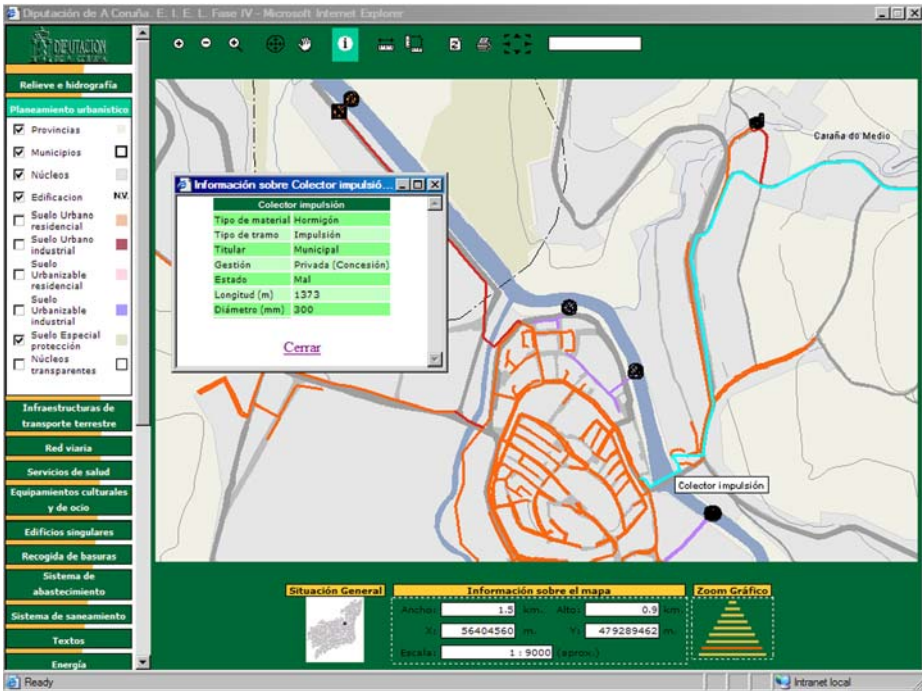 Diputación de A Coruña. E. I. E. L. Fase IV - Microsoft Internet Explorer
DEPUTACION
DE A CORUÑA
Relieve e hidrografía
Planeamiento urbanístico
Provincias
Municipios
Núcleos
Edificacion N.V.
Suelo Urbano
residencial
Suelo Urbano
industrial
Suelo
Urbanizable
residencial
Suelo
Urbanizable
industrial
Suelo Especial
protección
Núcleos
transparentes
Infraestructuras de
transporte terrestre
Red viaria
Servicios de salud
Equipamientos culturales
y de ocio
Edificios singulares
Recogida de basuras
Sistema de
abastecimiento
Sistema de saneamiento
Textos
Energía
Información sobre Colector impulsió...
Colector impulsión
Tipo de material Hormigón
Tipo de tramo Impulsión
Titular Municipal
Gestión Privada (Concesión)
Estado Mal
Longitud (m) 1373
Diámetro (mm) 300
Cerrar
Caraña do Medio
Colector impulsión
Situación General
Información sobre el mapa
Ancho: 1.5 km. Alto: 0.9 km.
X: 56404560 m. Y: 479289462 m.
Escala: 1 : 9000 (aprox.)
Zoom Gráfico
Ready
Intranet local